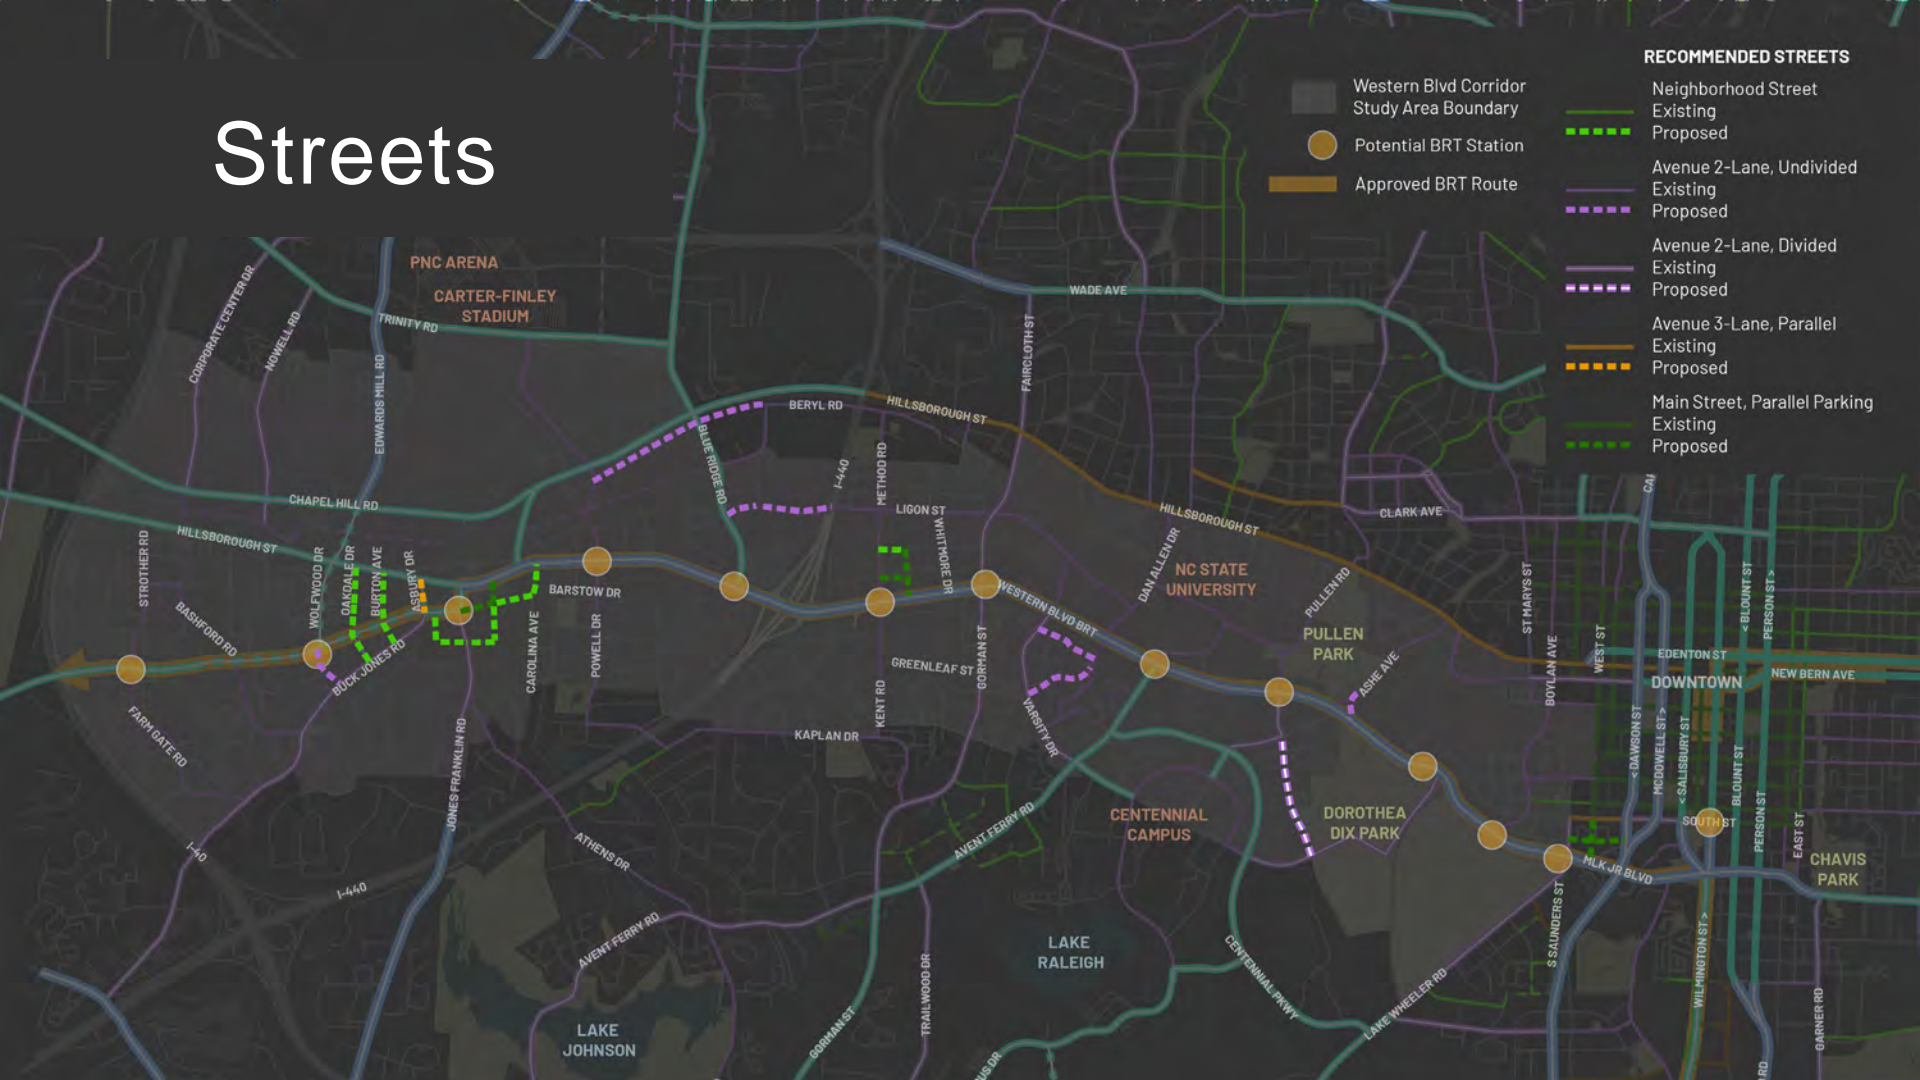 Streets
RECOMMENDED STREETS
Western Blvd Corridor
Study Area Boundary
Potential BRT Station
Approved BRT Route
Neighborhood Street
Existing
Proposed
Avenue 2-Lane, Undivided
Existing
Proposed
Avenue 2-Lane, Divided
Existing
Proposed
Avenue 3-Lane, Parallel
Existing
Proposed
Main Street, Parallel Parking
Existing
Proposed
PNC ARENA
CARTER-FINLEY
STADIUM
TRINITY RD
CORPORATE CENTER DR
NOWELL RD
EDWARDS MILL RD
WADE AVE
FAIRCLOTH ST
BERYL RD
HILLSBOROUGH ST
BLUE RIDGE RD
I-440
METHOD RD
LIGON ST
WHITMORE DR
CHAPEL HILL RD
HILLSBOROUGH ST
HILLSBOROUGH ST
CLARK AVE
STROTHER RD
BASHFORD RD
WOLFWOOD DR
OAKDALE DR
BURTON AVE
ASBURY DR
BUCK JONES RD
BARSTOW DR
CAROLINA AVE
POWELL DR
WESTERN BLVD BRT
DAN ALLEN DR
NC STATE
UNIVERSITY
PULLEN RD
PULLEN
PARK
ASHE AVE
ST MARYS ST
BOYLAN AVE
WEST ST
EDENTON ST
DOWNTOWN
NEW BERN AVE
< BLOUNT ST
PERSON ST >
GREENLEAF ST
GORMAN ST
KENT RD
VARSITY DR
KAPLAN DR
FARM GATE RD
JONES FRANKLIN RD
< DAWSON ST
MCDOWELL ST >
< SALISBURY ST
BLOUNT ST
PERSON ST
SOUTH ST
EAST ST
MLK JR BLVD
CHAVIS
PARK
I-40
I-440
ATHENS DR
AVENT FERRY RD
AVENT FERRY RD
CENTENNIAL
CAMPUS
DOROTHEA
DIX PARK
LAKE
RALEIGH
LAKE
JOHNSON
TRAILWOOD DR
GORMAN ST
CENTENNIAL PKWY
LAKE WHEELER RD
S SAUNDERS ST
WILMINGTON ST >
GARNER RD